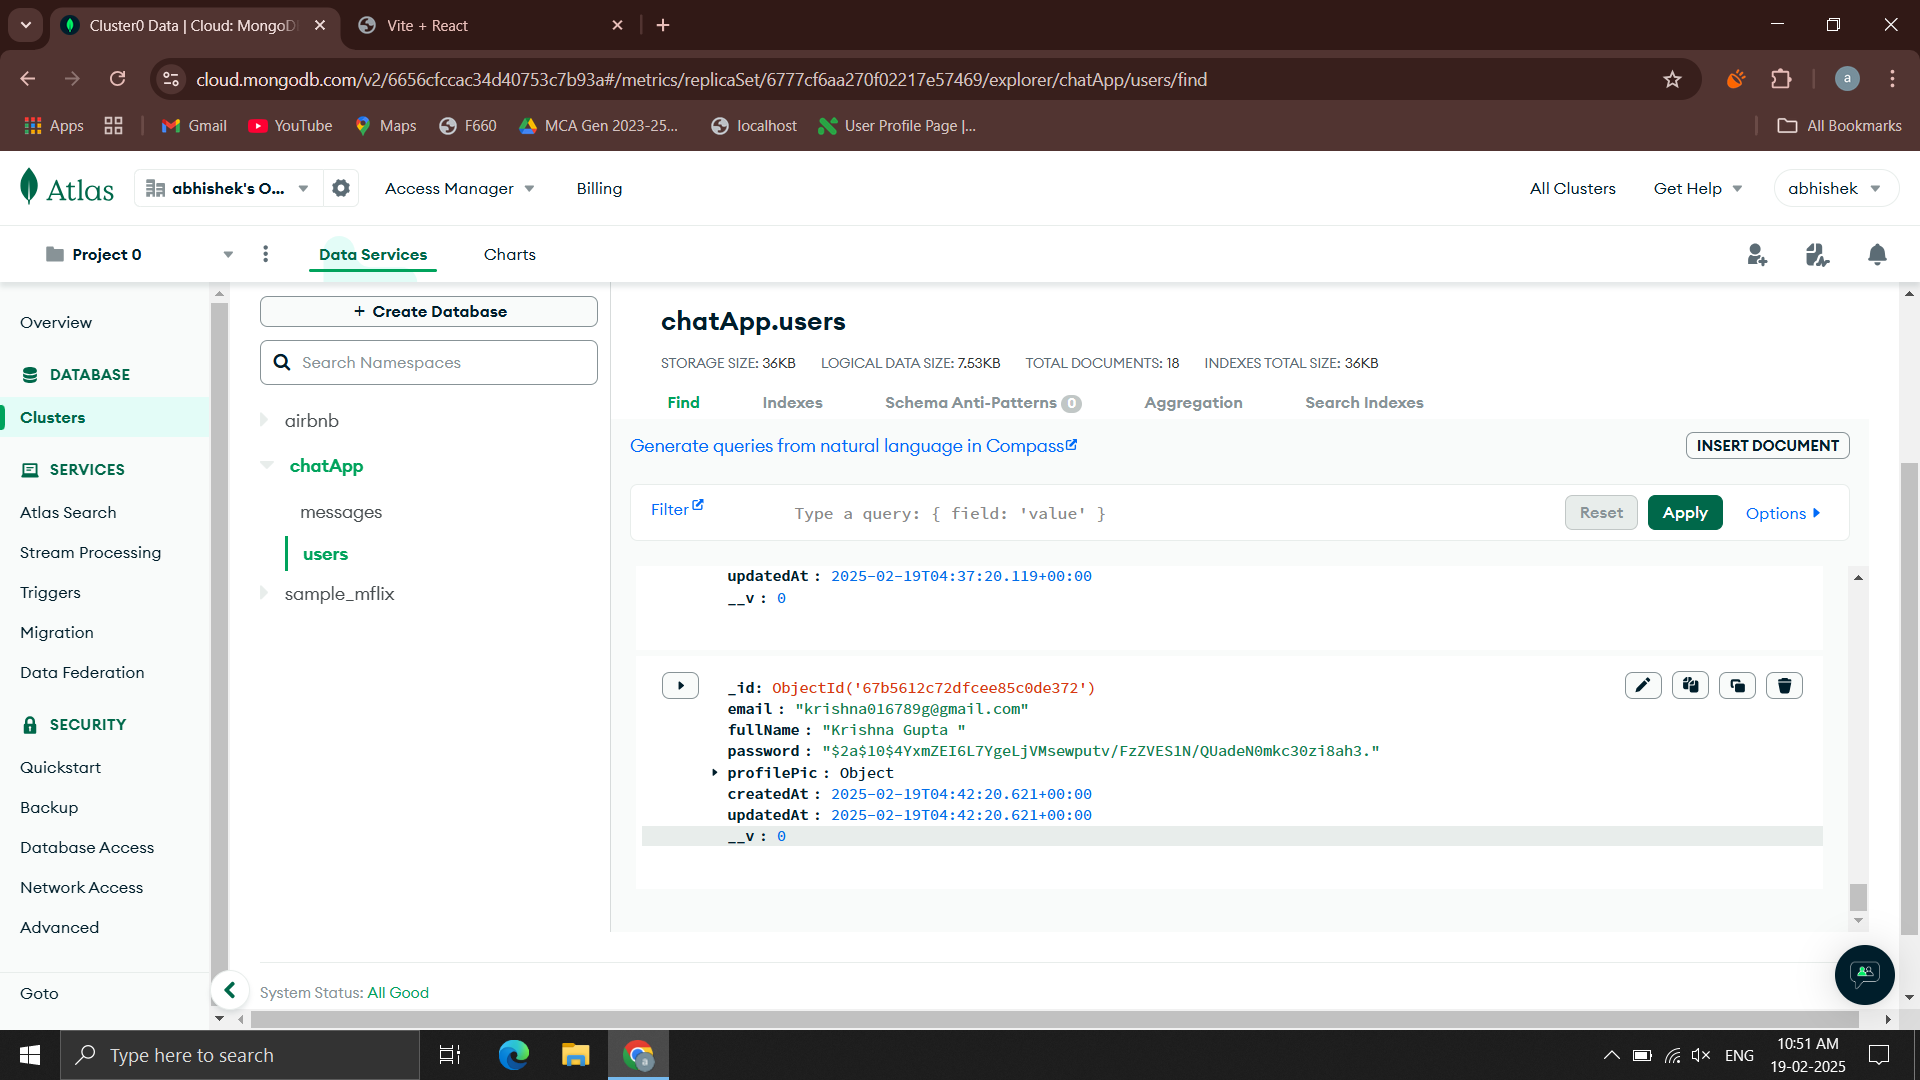 Cluster0 Data | Cloud: MongoD
Vite + React
cloud.mongodb.com/v2/6656cfccac34d40753c7b93a#/metrics/replicaSet/6777cf6aa270f02217e57469/explorer/chatApp/users/find
a
Apps
Gmail
YouTube
Maps
F660
MCA Gen 2023-25...
localhost
User Profile Page |...
All Bookmarks
Atlas
abhishek's O...
Access Manager
Billing
All Clusters
Get Help
abhishek
Project 0
Data Services
Charts
Overview
DATABASE
Clusters
SERVICES
Atlas Search
Stream Processing
Triggers
Migration
Data Federation
SECURITY
Quickstart
Backup
Database Access
Network Access
Advanced
Goto
+ Create Database
Search Namespaces
airbnb
chatApp
messages
users
sample_mflix
chatApp.users
STORAGE SIZE: 36KB LOGICAL DATA SIZE: 7.53KB TOTAL DOCUMENTS: 18 INDEXES TOTAL SIZE: 36KB
Find Indexes Schema Anti-Patterns 0 Aggregation Search Indexes
Generate queries from natural language in Compass
INSERT DOCUMENT
Filter
Type a query: { field: 'value' }
Reset
Apply
Options
updatedAt : 2025-02-19T04:37:20.119+00:00
__v : 0
_id: ObjectId('67b5612c72dfcee85c0de372')
email : "krishna016789g@gmail.com"
fullName : "Krishna Gupta "
password : "$2a$10$4YxmZEI6L7YgeLjVMsewputv/FzZVES1N/QUadeN0mkc30zi8ah3."
profilePic : Object
createdAt : 2025-02-19T04:42:20.621+00:00
updatedAt : 2025-02-19T04:42:20.621+00:00
__v : 0
System Status: All Good
Type here to search
a
ENG
10:51 AM
19-02-2025